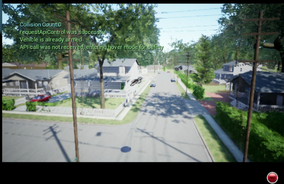 Collision Count:0
requestApiControl was successful
Vehicle is already armed
API call was not received, entering hover mode for safety